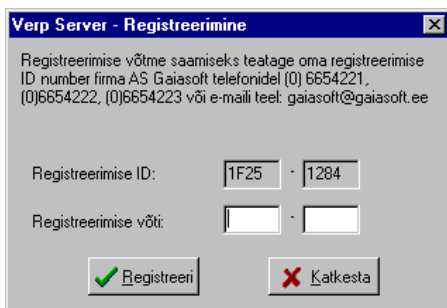 Verp Server - Registreerimine
Registreerimise võtme saamiseks teatage oma registreerimise
ID number firma AS Gaiasoft telefonidel (0) 6654221,
(0)6654222, (0)6654223 või e-maili teel: gaiasoft@gaiasoft.ee
Registreerimise ID: 1F25 - 1284
Registreerimise võti: -
Registreeri Katkesta